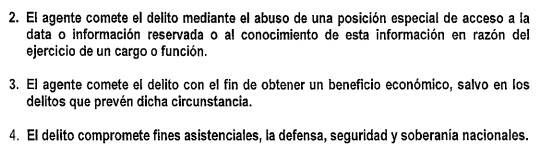 2. El agente comete el delito mediante el abuso de una posición especial de acceso a la
data o información reservada o al conocimiento de esta información en razón del
ejercicio de un cargo o función.
3. El agente comete el delito con el fin de obtener un beneficio económico, salvo en los
delitos que prevén dicha circunstancia.
4. El delito compromete fines asistenciales, la defensa, seguridad y soberanía nacionales.